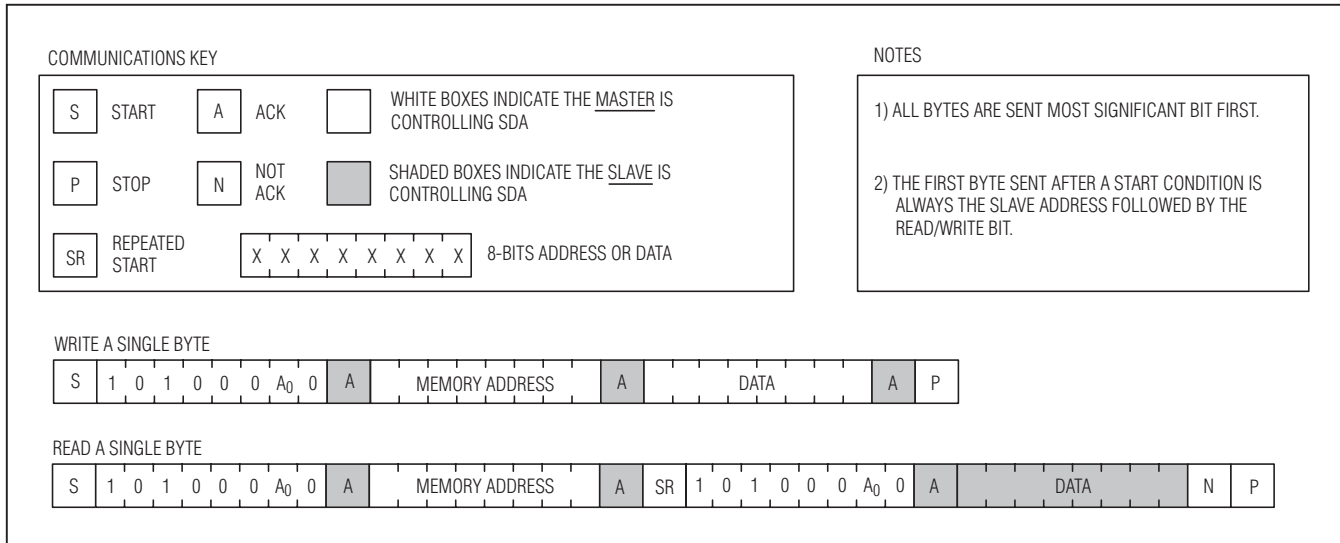 COMMUNICATIONS KEY
S START A ACK WHITE BOXES INDICATE THE MASTER IS
CONTROLLING SDA
P STOP N NOT
ACK SHADED BOXES INDICATE THE SLAVE IS
CONTROLLING SDA
SR REPEATED
START X X X X X X X X 8-BITS ADDRESS OR DATA
NOTES
1) ALL BYTES ARE SENT MOST SIGNIFICANT BIT FIRST.
2) THE FIRST BYTE SENT AFTER A START CONDITION IS
ALWAYS THE SLAVE ADDRESS FOLLOWED BY THE
READ/WRITE BIT.
WRITE A SINGLE BYTE
S 1 0 1 0 0 0 A0 0 A MEMORY ADDRESS A DATA A P
READ A SINGLE BYTE
S 1 0 1 0 0 0 A0 0 A MEMORY ADDRESS A SR 1 0 1 0 0 0 A0 0 A DATA N P